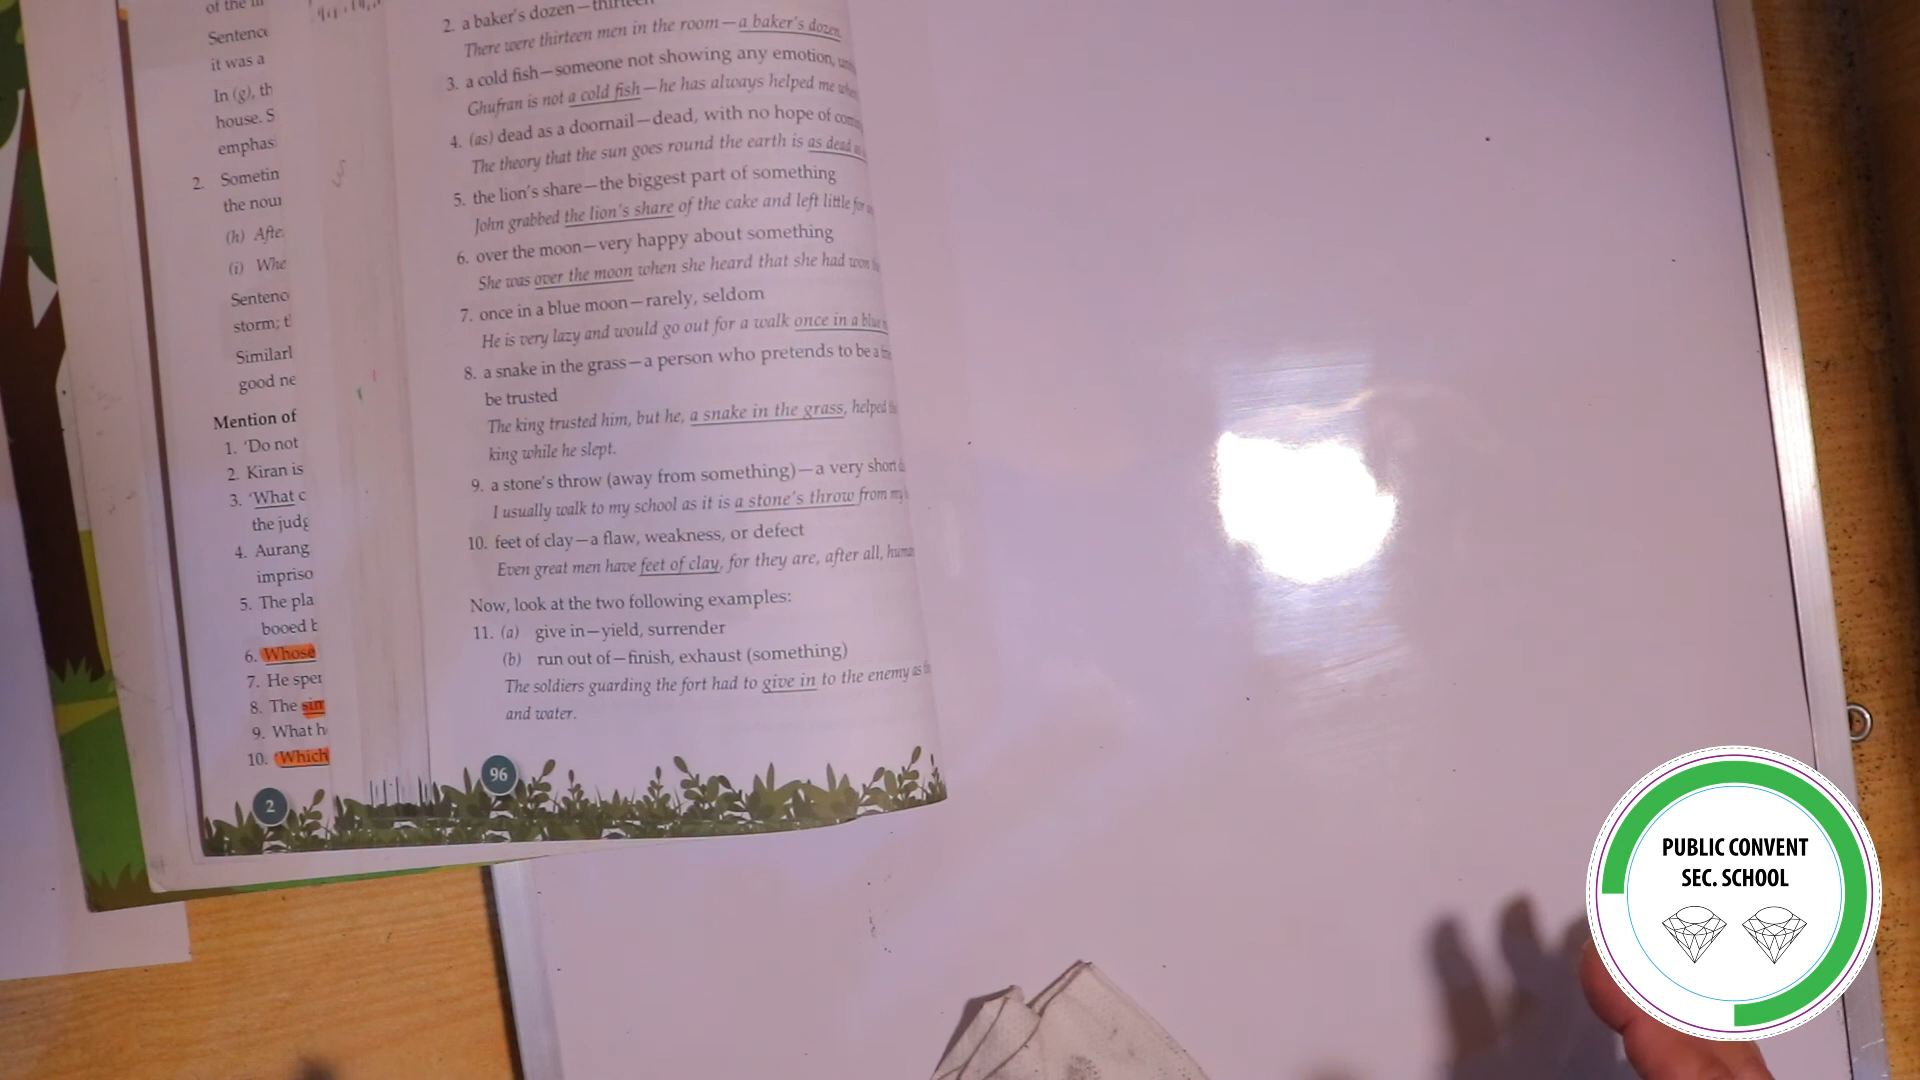 of the
Sentence
it was a
In (g), th
house. S
emphas
2. Sometin
the nour
(h) Afte
(i) Whe
Sentenc
storm; t
Similarl
good ne
Mention of
1. 'Do not
2. Kiran is
3. 'What c
the judg
4. Aurang
impriso
5. The pla
booed b
6. Whose
7. He sper
8. The sin
9. What h
10. 'Which
2
2. a baker's dozen—thirteen
There were thirteen men in the room—a baker's dozen.
3. a cold fish—someone not showing any emotion,
Ghufran is not a cold fish—he has always helped me
4. (as) dead as a doornail—dead, with no hope of
The theory that the sun goes round the earth is as dead
5. the lion's share—the biggest part of something
John grabbed the lion's share of the cake and left little for
6. over the moon—very happy about something
She was over the moon when she heard that she had won
7. once in a blue moon—rarely, seldom
He is very lazy and would go out for a walk once in a blue
8. a snake in the grass—a person who pretends to be a
be trusted
The king trusted him, but he, a snake in the grass, helped
king while he slept.
9. a stone's throw (away from something)—a very short
I usually walk to my school as it is a stone's throw from my
10. feet of clay—a flaw, weakness, or defect
Even great men have feet of clay, for they are, after all,
Now, look at the two following examples:
11. (a) give in—yield, surrender
(b) run out of—finish, exhaust (something)
The soldiers guarding the fort had to give in to the enemy as
and water.
96
PUBLIC CONVENT
SEC. SCHOOL